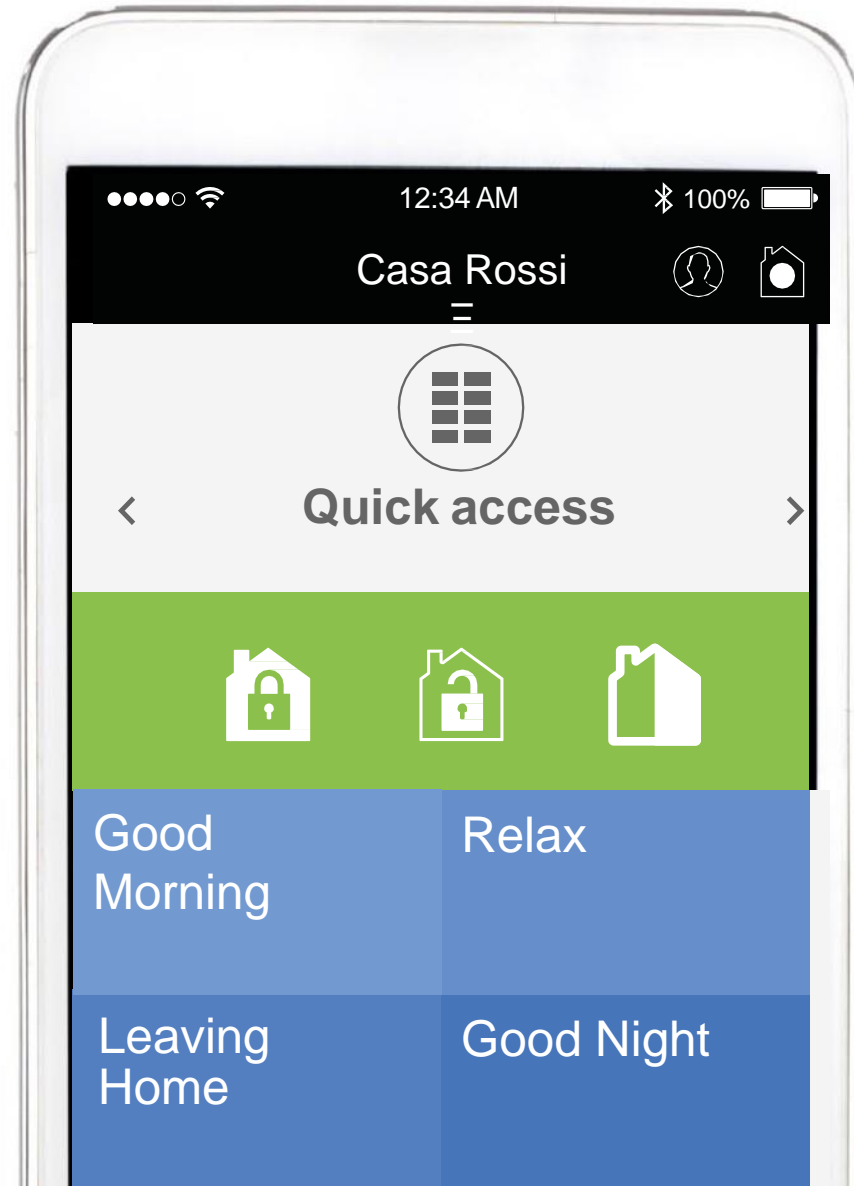 12:34 AM
100%
Casa Rossi
Quick access
Good
Morning
Relax
Leaving
Home
Good Night